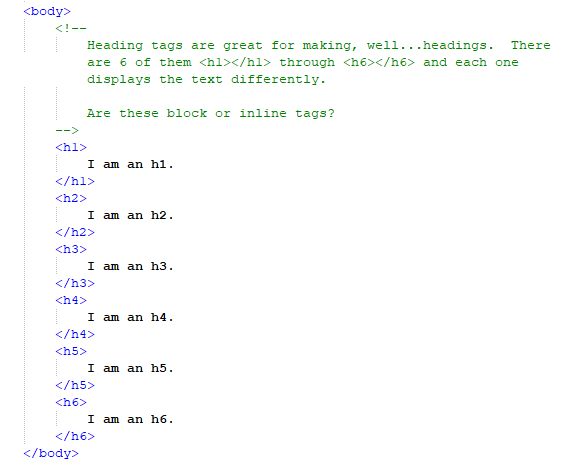 <body>
<!--
Heading tags are great for making, well...headings.  There
are 6 of them <h1></h1> through <h6></h6> and each one
displays the text differently.
Are these block or inline tags?
-->
<h1>
I am an h1.
</h1>
<h2>
I am an h2.
</h2>
<h3>
I am an h3.
</h3>
<h4>
I am an h4.
</h4>
<h5>
I am an h5.
</h5>
<h6>
I am an h6.
</h6>
</body>